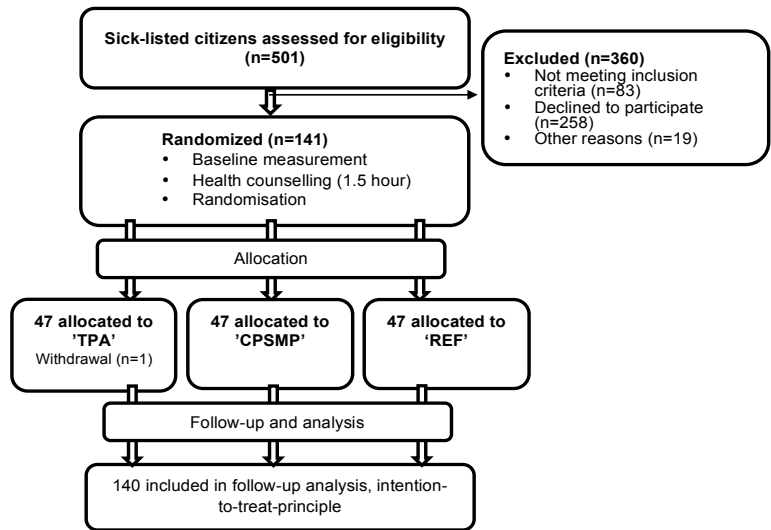 Sick-listed citizens assessed for eligibility
(n=501)
Excluded (n=360)
• Not meeting inclusion
criteria (n=83)
• Declined to participate
(n=258)
• Other reasons (n=19)
Randomized (n=141)
• Baseline measurement
• Health counselling (1.5 hour)
• Randomisation
Allocation
47 allocated to
’TPA’
Withdrawal (n=1)
47 allocated to
’CPSMP’
47 allocated to
‘REF’
Follow-up and analysis
140 included in follow-up analysis, intention-
to-treat-principle